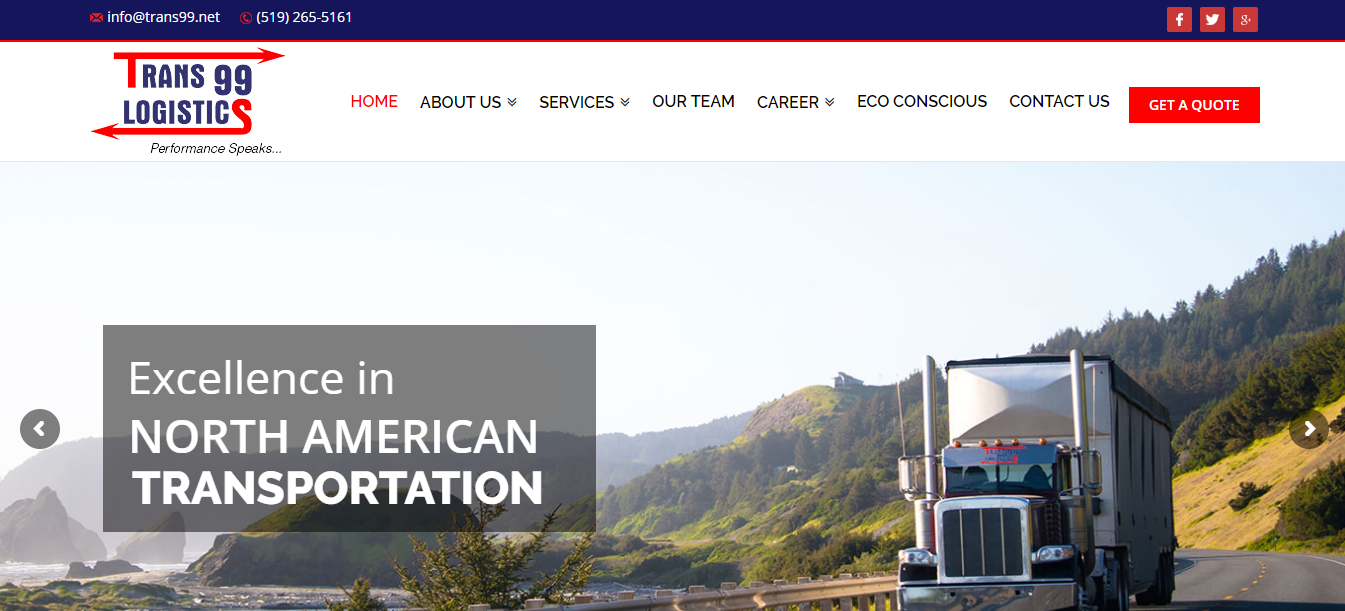 info@trans99.net (519) 265-5161
TRANS 99
LOGISTICS
Performance Speaks...
HOME ABOUT US SERVICES OUR TEAM CAREER ECO CONSCIOUS CONTACT US GET A QUOTE
Excellence in
NORTH AMERICAN
TRANSPORTATION